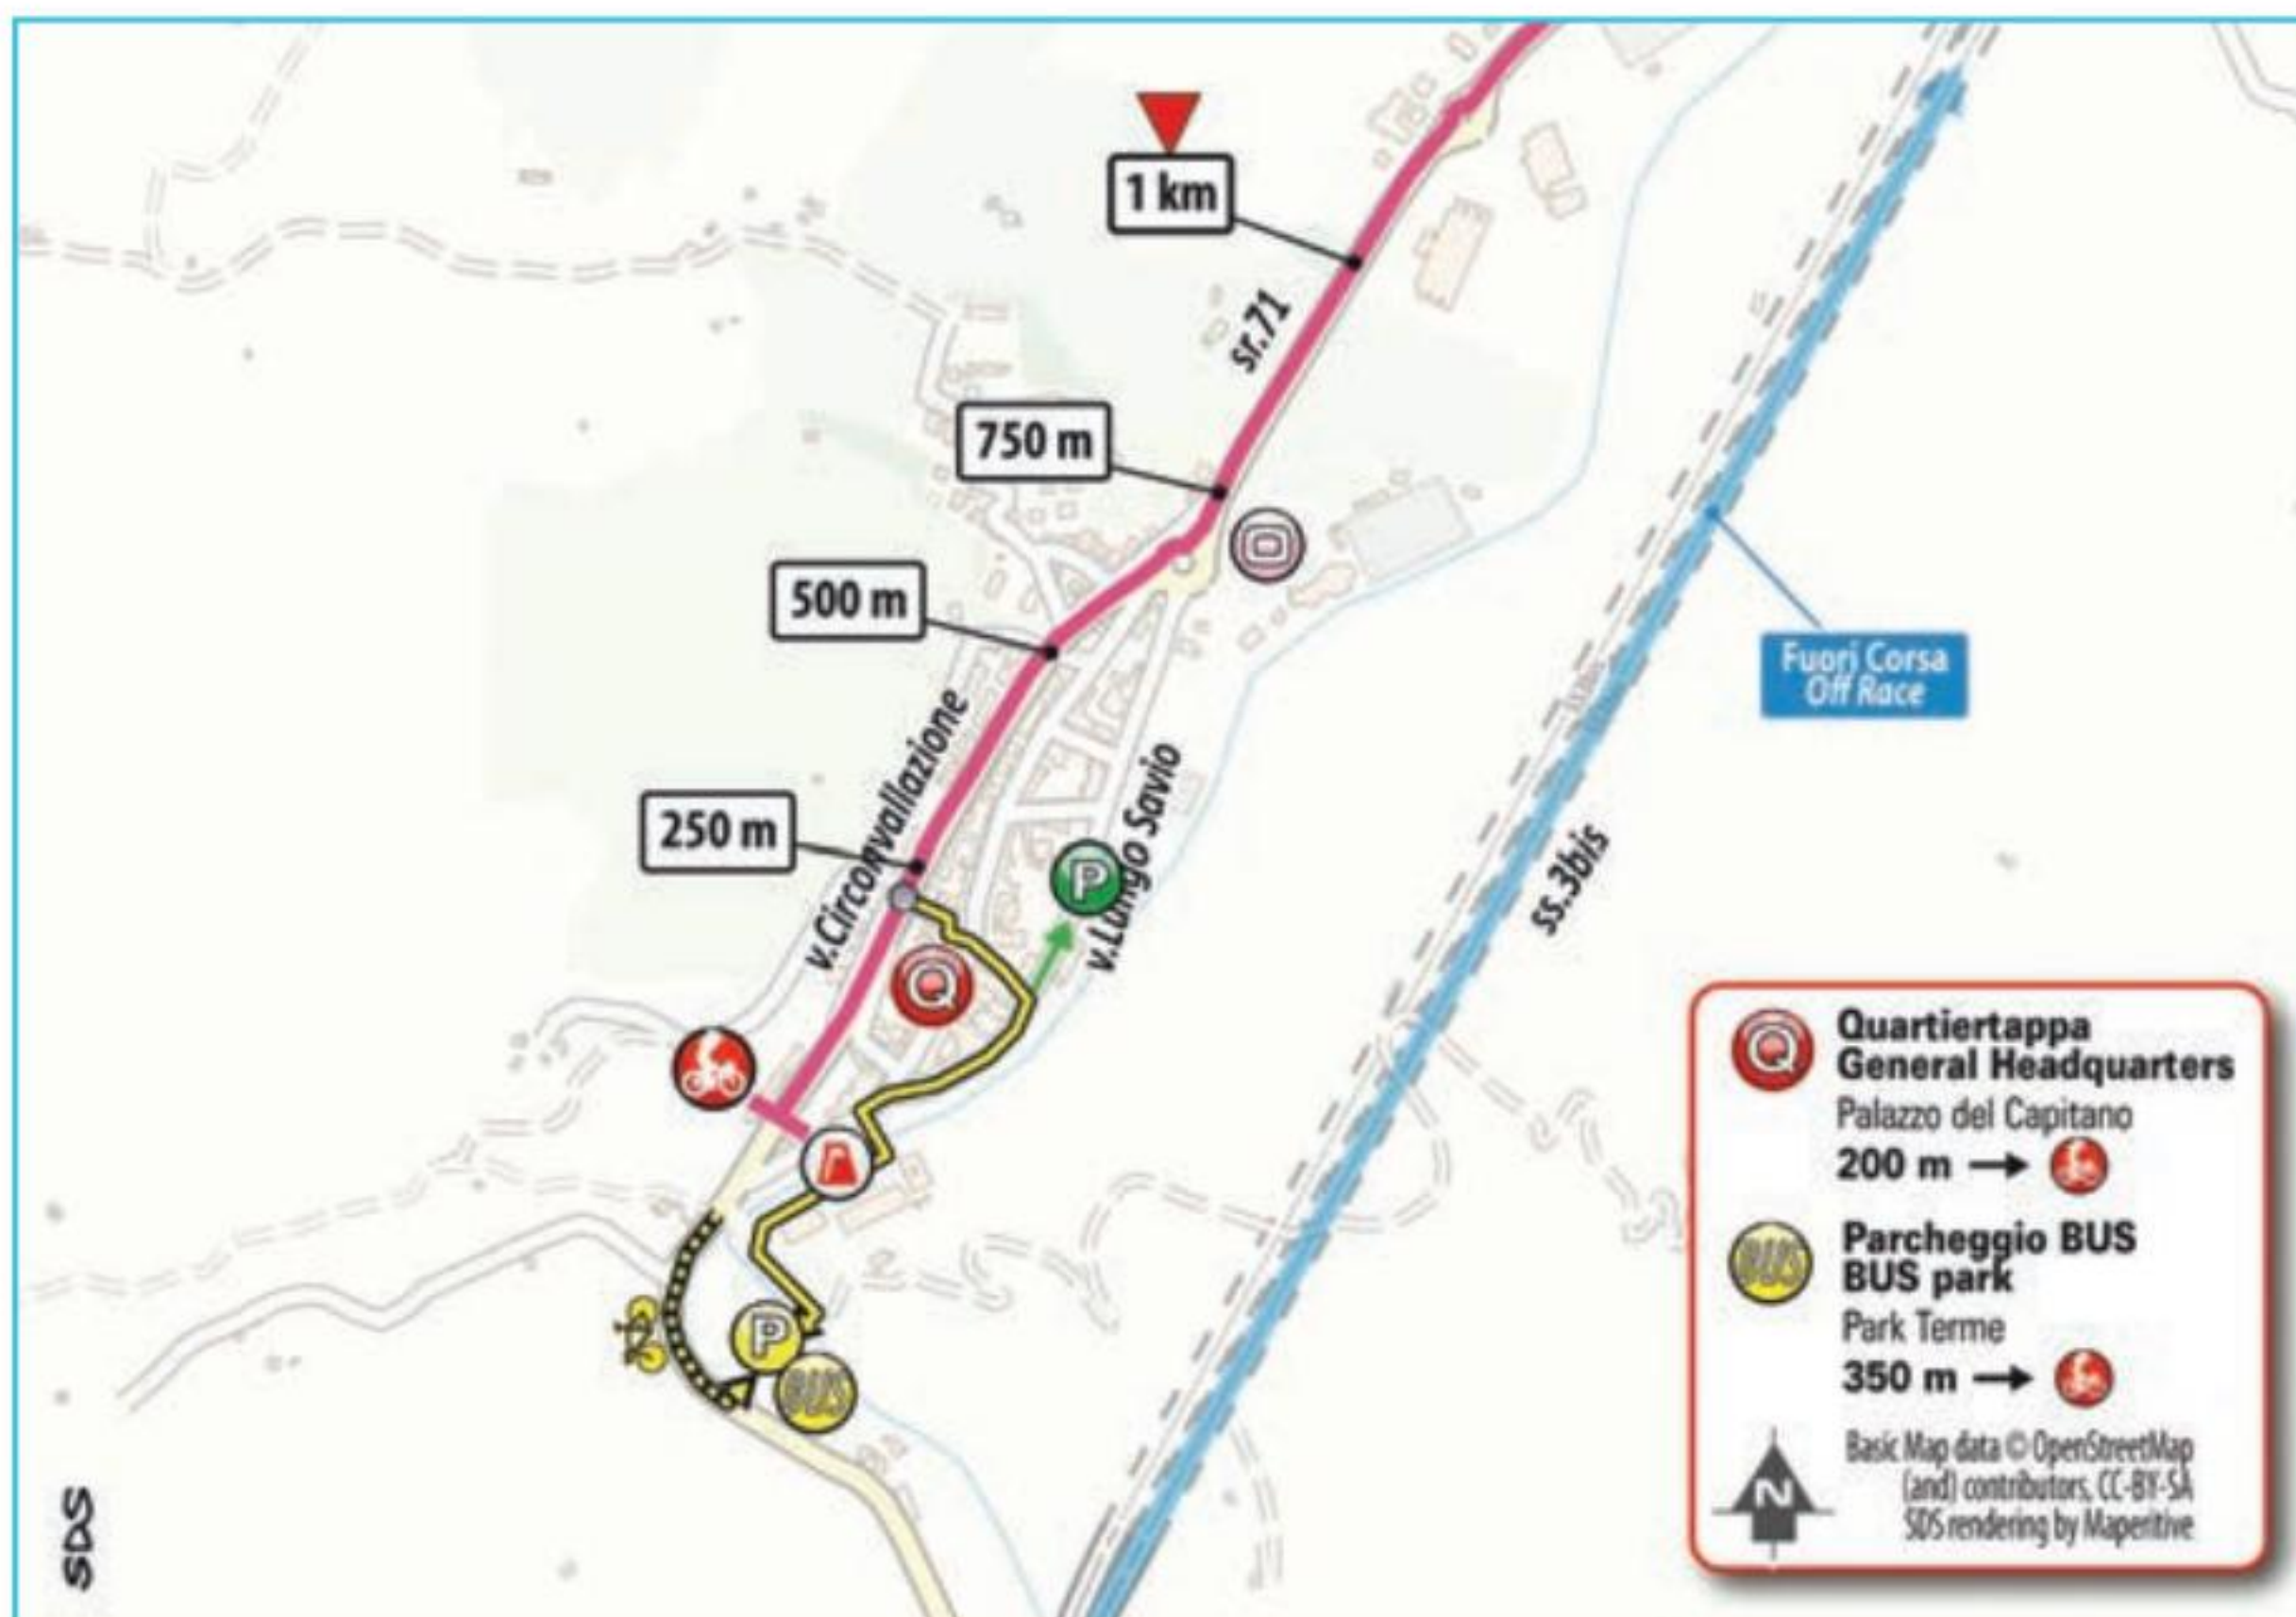 1 km
sr.71
750 m
500 m
Fuori Corsa
Off Race
v.Circonvallazione
250 m
P
v.Lungo Savio
ss.3bis
Q
P
BUS
Q
Quartiertappa
General Headquarters
Palazzo del Capitano
200 m
BUS
Parcheggio BUS
BUS park
Park Terme
350 m
N
Basic Map data © OpenStreetMap
(and) contributors, CC-BY-SA
SDS rendering by Maperitive
SDS